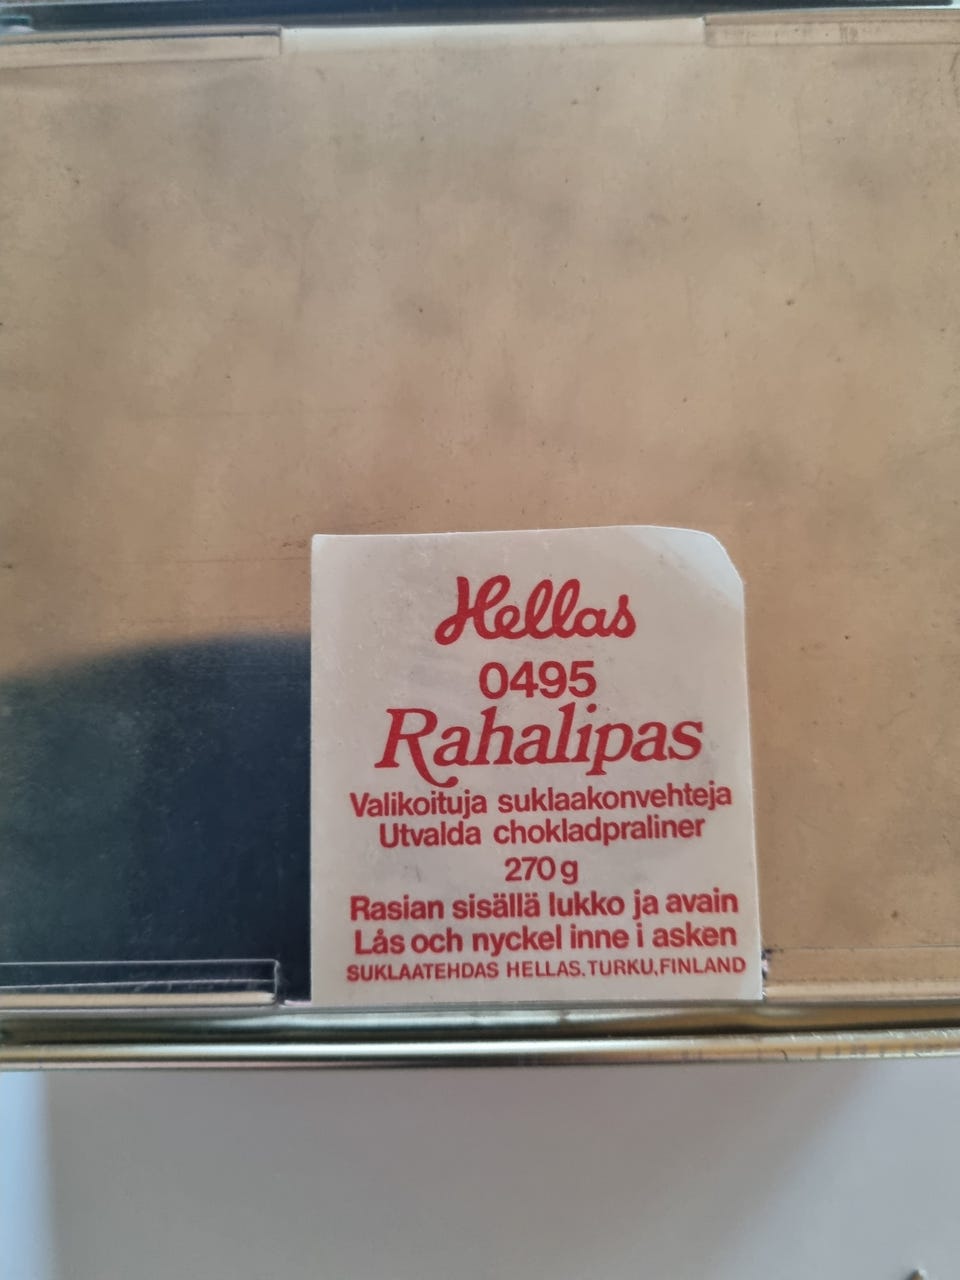 Hellas
0495
Rahalipas
Valikoituja suklaakonvehteja
Utvalda chokladpraliner
270 g
Rasian sisällä lukko ja avain
Lås och nyckel inne i asken
SUKLAATEHDAS HELLAS, TURKU, FINLAND